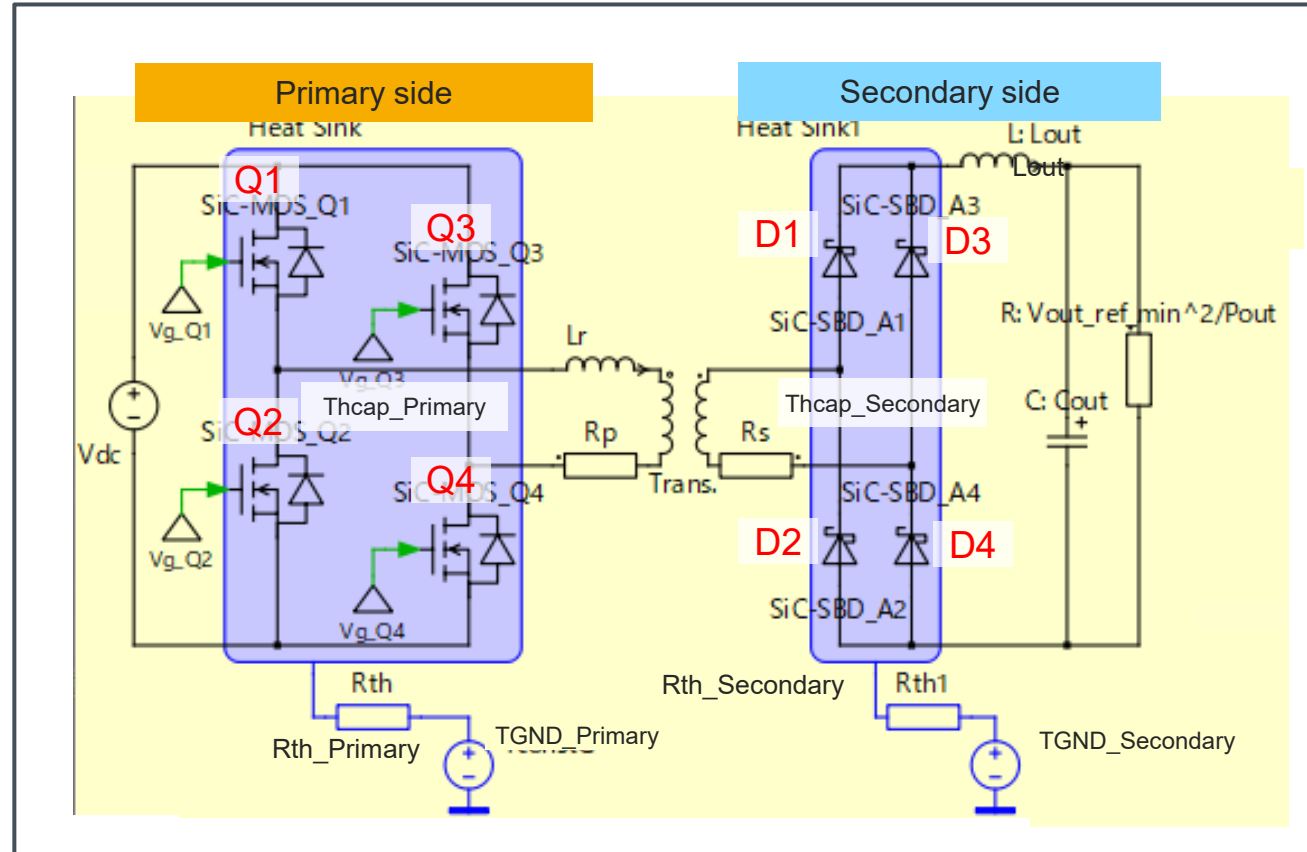 Primary side
Secondary side
Heat Sink
Heat Sink1
L: Lout
Lout
Q1
SiC-MOS_Q1
Q3
SiC-MOS_Q3
D1
SiC-SBD_A3
D3
Vg_Q1
SiC-SBD_A1
R: Vout_ref_min^2/Pout
Lr
Vg_Q3
Thcap_Primary
Thcap_Secondary
C: Cout
Vdc
Q2
SiC-MOS_Q2
Rp
Rs
Trans.
Q4
SiC-MOS_Q4
SiC-SBD_A4
D2
D4
Vg_Q2
SiC-SBD_A2
Vg_Q4
Rth
Rth_Secondary
Rth1
Rth_Primary
TGND_Primary
TGND_Secondary